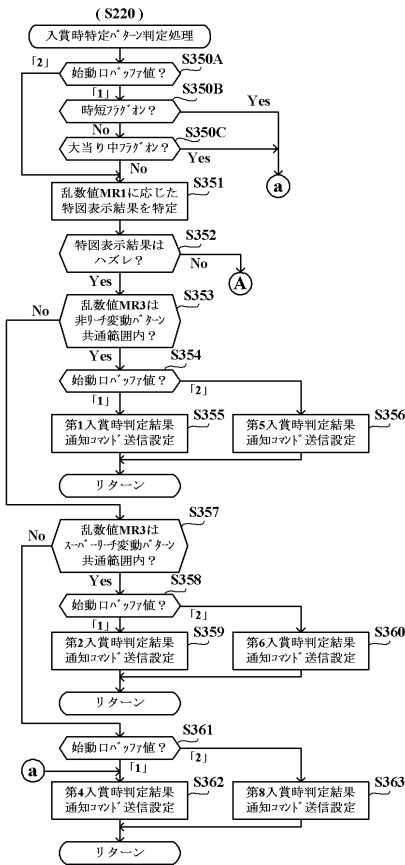 (S220)
入賞時特定ﾊﾟﾀｰﾝ判定処理
「2」
始動口ﾊﾞｯﾌｧ値？
S350A
「1」
S350B
時短ﾌﾗｸﾞｵﾝ？
Yes
No
S350C
大当り中ﾌﾗｸﾞｵﾝ？
Yes
No
a
S351
乱数値MR1に応じた
特図表示結果を特定
S352
特図表示結果は
ハズレ？
No
A
Yes
S353
No
乱数値MR3は
非ﾘｰﾁ変動ﾊﾟﾀｰﾝ
共通範囲内？
Yes
S354
始動口ﾊﾞｯﾌｧ値？
「2」
「1」
S355
第1入賞時判定結果
通知ｺﾏﾝﾄﾞ送信設定
S356
第5入賞時判定結果
通知ｺﾏﾝﾄﾞ送信設定
リターン
S357
No
乱数値MR3は
ｽｰﾊﾟｰﾘｰﾁ変動ﾊﾟﾀｰﾝ
共通範囲内？
Yes
S358
始動口ﾊﾞｯﾌｧ値？
「2」
「1」
S359
第2入賞時判定結果
通知ｺﾏﾝﾄﾞ送信設定
S360
第6入賞時判定結果
通知ｺﾏﾝﾄﾞ送信設定
リターン
S361
始動口ﾊﾞｯﾌｧ値？
「2」
a
「1」
S362
第4入賞時判定結果
通知ｺﾏﾝﾄﾞ送信設定
S363
第8入賞時判定結果
通知ｺﾏﾝﾄﾞ送信設定
リターン